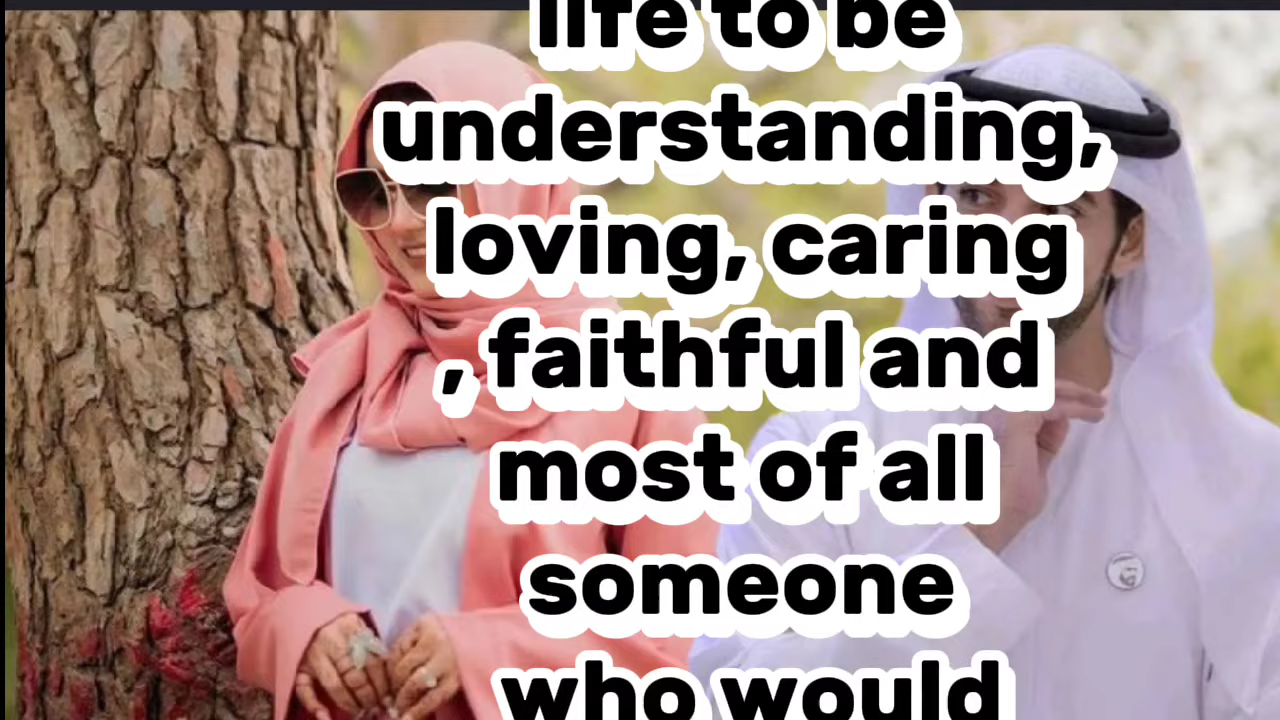 life to be
understanding,
loving, caring
, faithful and
most of all
someone
who would